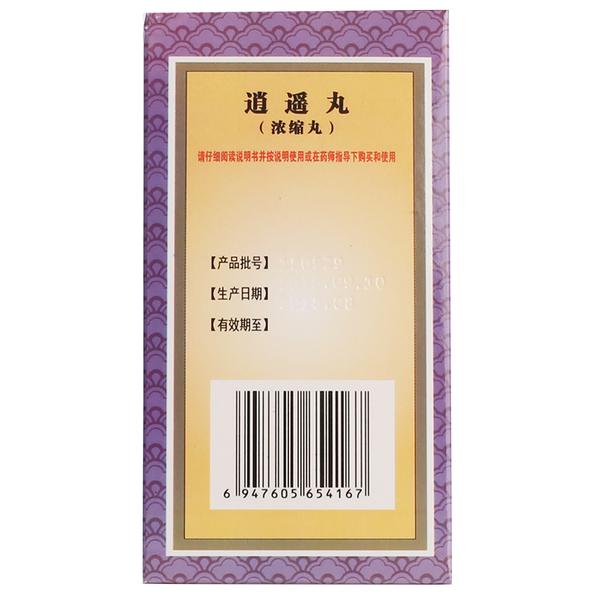 逍遥丸
（浓缩丸）
请仔细阅读说明书并按说明使用或在药师指导下购买和使用
【产品批号】
【生产日期】
【有效期至】
6 947605 654167